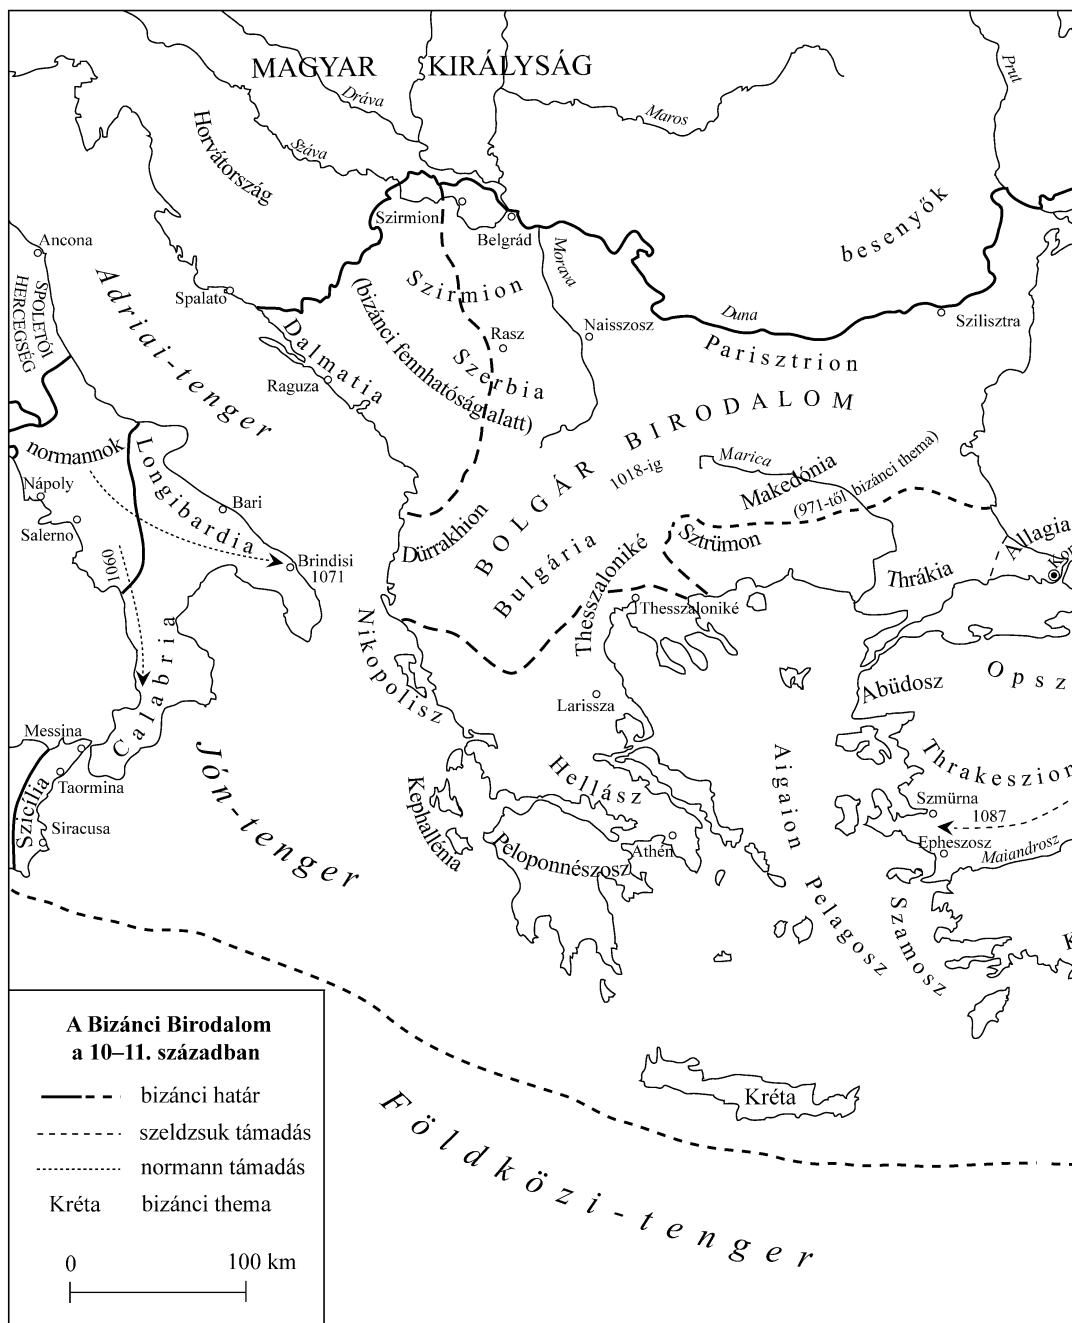 MAGYAR KIRÁLYSÁG
Dráva
Száva
Maros
Prut
Horvátország
besenyők
Szirmion
Belgrád
Morava
Ancona
SPOLETÓI
HERCEGSÉG
Adriai-tenger
Spalato
Szirmion
(bizánci fennhatóság alatt)
Duna
Szilisztra
Naisszosz
Rasz
Szerbia
Parisztrion
Dalmatia
Raguza
BOLGÁR BIRODALOM
1018-ig
Marica
Makedónia
(971-től bizánci thema)
normannok
Longibardia
Nápoly
Salerno
Bari
Brindisi
1071
1060
Dürrakhion
Bulgária
Sztrümon
Thesszaloniké
Thesszaloniké
Allagia
Thrákia
Nikopolisz
Calabria
Larissza
Abüdosz
Opsz
Messina
Taormina
Szicília
Siracusa
Jón-tenger
Kephallénia
Hellász
Aigaion
Pelagosz
Thrakeszion
Szmürna
1087
Epheszosz
Maiandrosz
Peloponnészosz
Athén
Szamosz
K
Kréta
Földközi-tenger
A Bizánci Birodalom
a 10–11. században
bizánci határ
szeldzsuk támadás
normann támadás
Kréta bizánci thema
0 100 km